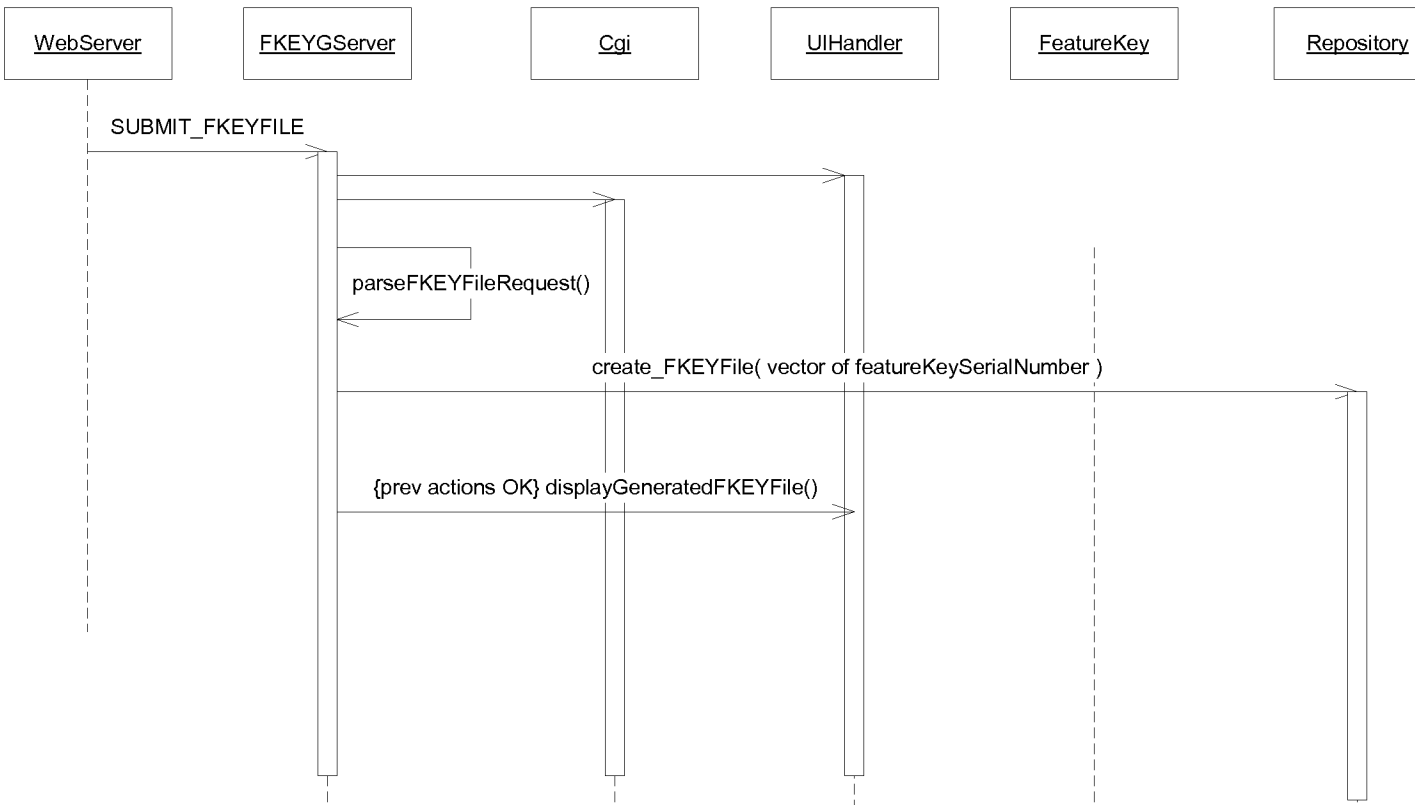 WebServer
FKEYGServer
Cgi
UIHandler
FeatureKey
Repository
SUBMIT_FKEYFILE
parseFKEYFileRequest()
create_FKEYFile( vector of featureKeySerialNumber )
{prev actions OK} displayGeneratedFKEYFile()